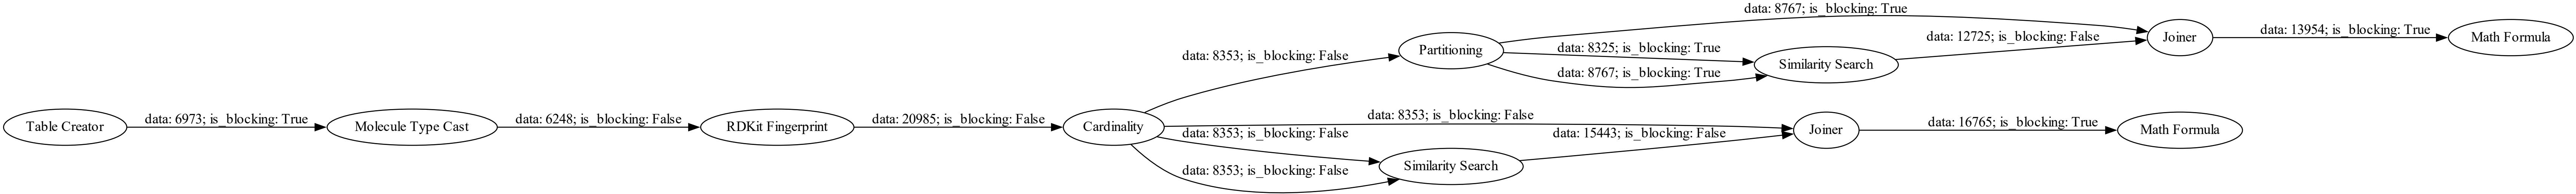 Table Creator
data: 6973; is_blocking: True
Molecule Type Cast
data: 6248; is_blocking: False
RDKit Fingerprint
data: 20985; is_blocking: False
Cardinality
data: 8353; is_blocking: False
Partitioning
data: 8767; is_blocking: True
data: 8325; is_blocking: True
data: 8767; is_blocking: True
Similarity Search
data: 12725; is_blocking: False
Joiner
data: 13954; is_blocking: True
Math Formula
data: 8353; is_blocking: False
data: 8353; is_blocking: False
data: 8353; is_blocking: False
Similarity Search
data: 15443; is_blocking: False
Joiner
data: 16765; is_blocking: True
Math Formula